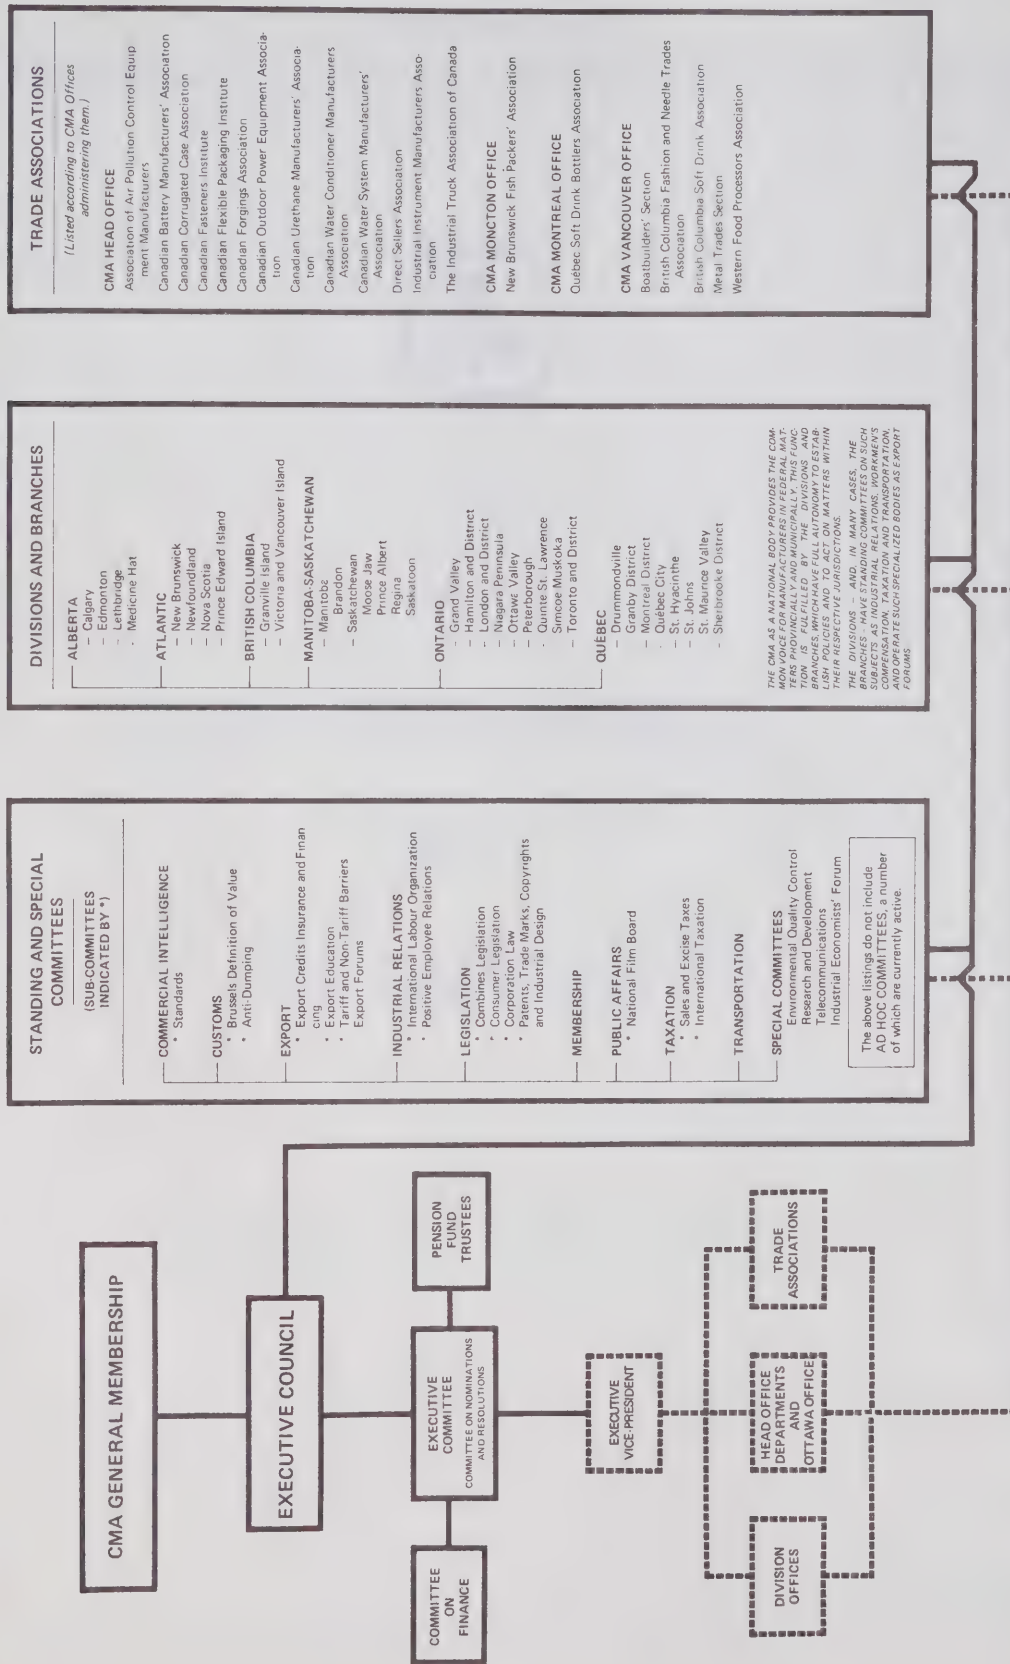 CMA GENERAL MEMBERSHIP
EXECUTIVE COUNCIL
COMMITTEE
ON
FINANCE
EXECUTIVE
COMMITTEE
COMMITTEE ON NOMINATIONS
AND RESOLUTIONS
PENSION
FUND
TRUSTEES
EXECUTIVE
VICE-PRESIDENT
DIVISION
OFFICES
HEAD OFFICE
DEPARTMENTS
AND
OTTAWA OFFICE
TRADE
ASSOCIATIONS
STANDING AND SPECIAL
COMMITTEES
(SUB-COMMITTEES
INDICATED BY *)
COMMERCIAL INTELLIGENCE
* Standards
CUSTOMS
* Brussels Definition of Value
* Anti-Dumping
EXPORT
* Export Credits Insurance and Finan
cing
* Export Education
* Tariff and Non-Tariff Barriers
Export Forums
INDUSTRIAL RELATIONS
* International Labour Organization
* Positive Employee Relations
LEGISLATION
* Combines Legislation
* Consumer Legislation
* Corporation Law
* Patents, Trade Marks, Copyrights
and Industrial Design
MEMBERSHIP
PUBLIC AFFAIRS
* National Film Board
TAXATION
* Sales and Excise Taxes
* International Taxation
TRANSPORTATION
SPECIAL COMMITTEES
Environmental Quality Control
Research and Development
Telecommunications
Industrial Economists' Forum
The above listings do not include
AD HOC COMMITTEES, a number
of which are currently active.
DIVISIONS AND BRANCHES
ALBERTA
- Calgary
- Edmonton
- Lethbridge
- Medicine Hat
ATLANTIC
- New Brunswick
- Newfoundland
- Nova Scotia
- Prince Edward Island
BRITISH COLUMBIA
- Granville Island
- Victoria and Vancouver Island
MANITOBA-SASKATCHEWAN
- Manitoba
Brandon
- Saskatchewan
Moose Jaw
Prince Albert
Regina
Saskatoon
ONTARIO
- Grand Valley
- Hamilton and District
- London and District
- Niagara Peninsula
- Ottawa Valley
- Peterborough
- Quinte St. Lawrence
Simcoe Muskoka
- Toronto and District
QUÉBEC
- Drummondville
- Granby District
- Montreal District
- Québec City
- St. Hyacinthe
- St. Johns
- St. Maurice Valley
- Sherbrooke District
THE CMA AS A NATIONAL BODY PROVIDES THE COM-
MON VOICE FOR MANUFACTURERS IN FEDERAL MAT-
TERS PROVINCIALLY AND MUNICIPALLY. THIS FUNC-
TION IS FULFILLED BY THE DIVISIONS AND
BRANCHES, WHICH HAVE FULL AUTONOMY TO ESTAB-
LISH POLICIES AND TO ACT ON MATTERS WITHIN
THEIR RESPECTIVE JURISDICTIONS.
THE DIVISIONS - AND, IN MANY CASES, THE
BRANCHES - HAVE STANDING COMMITTEES ON SUCH
SUBJECTS AS INDUSTRIAL RELATIONS, WORKMEN'S
COMPENSATION, TAXATION AND TRANSPORTATION,
AND OPERATE SUCH SPECIALIZED BODIES AS EXPORT
FORUMS
TRADE ASSOCIATIONS
(Listed according to CMA Offices
administering them.)
CMA HEAD OFFICE
Association of Air Pollution Control Equip
ment Manufacturers
Canadian Battery Manufacturers' Association
Canadian Corrugated Case Association
Canadian Fasteners Institute
Canadian Flexible Packaging Institute
Canadian Forgings Association
Canadian Outdoor Power Equipment Associa-
tion
Canadian Urethane Manufacturers' Associa-
tion
Canadian Water Conditioner Manufacturers
Association
Canadian Water System Manufacturers'
Association
Direct Sellers Association
Industrial Instrument Manufacturers Asso-
ciation
The Industrial Truck Association of Canada
CMA MONCTON OFFICE
New Brunswick Fish Packers' Association
CMA MONTREAL OFFICE
Québec Soft Drink Bottlers Association
CMA VANCOUVER OFFICE
Boatbuilders' Section
British Columbia Fashion and Needle Trades
Association
British Columbia Soft Drink Association
Metal Trades Section
Western Food Processors Association